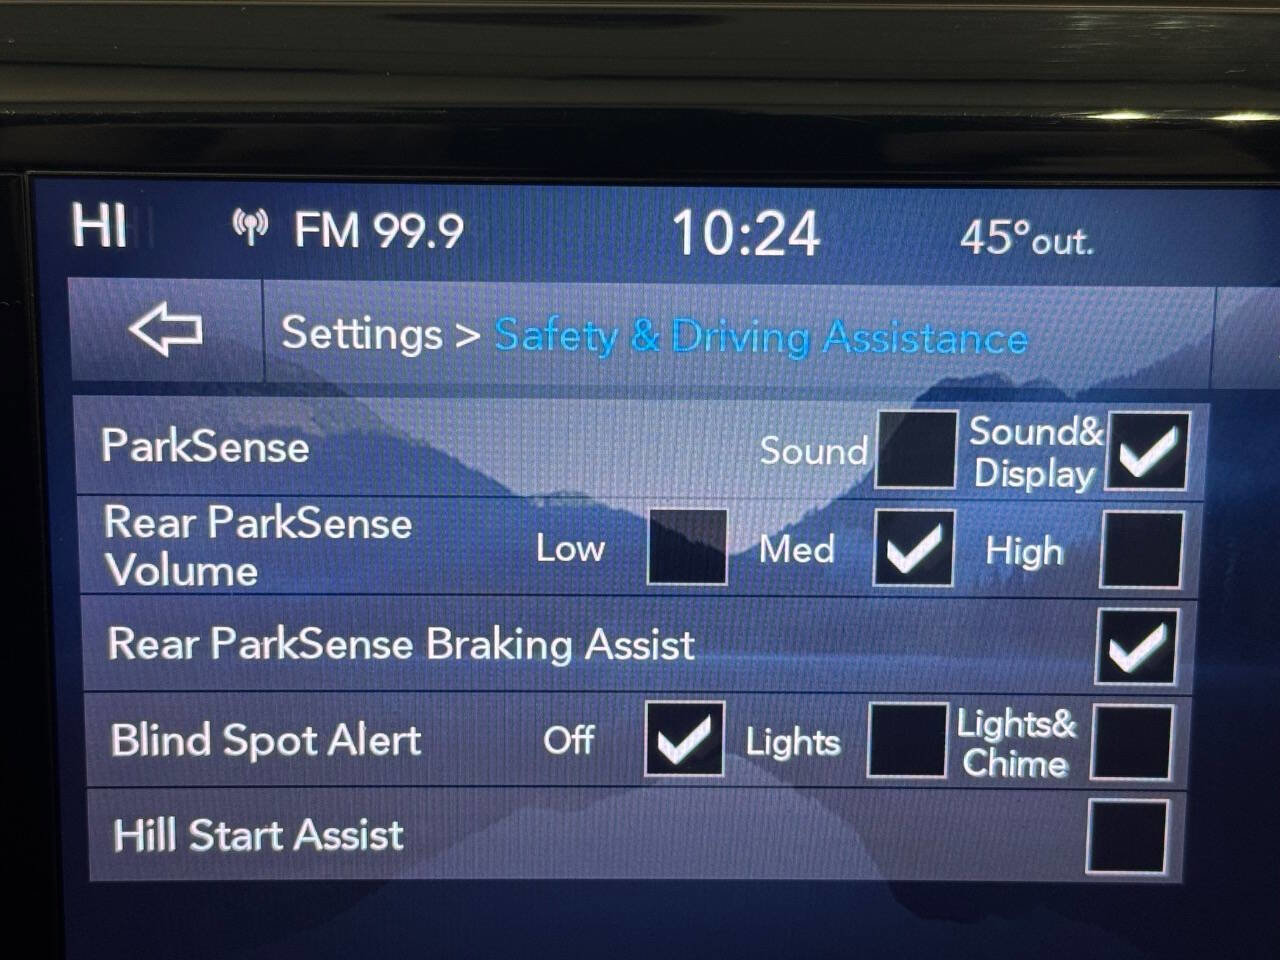 HI FM 99.9 10:24 45°out.
Settings > Safety & Driving Assistance
ParkSense Sound Sound& Display
Rear ParkSense Volume Low Med High
Rear ParkSense Braking Assist
Blind Spot Alert Off Lights Lights& Chime
Hill Start Assist